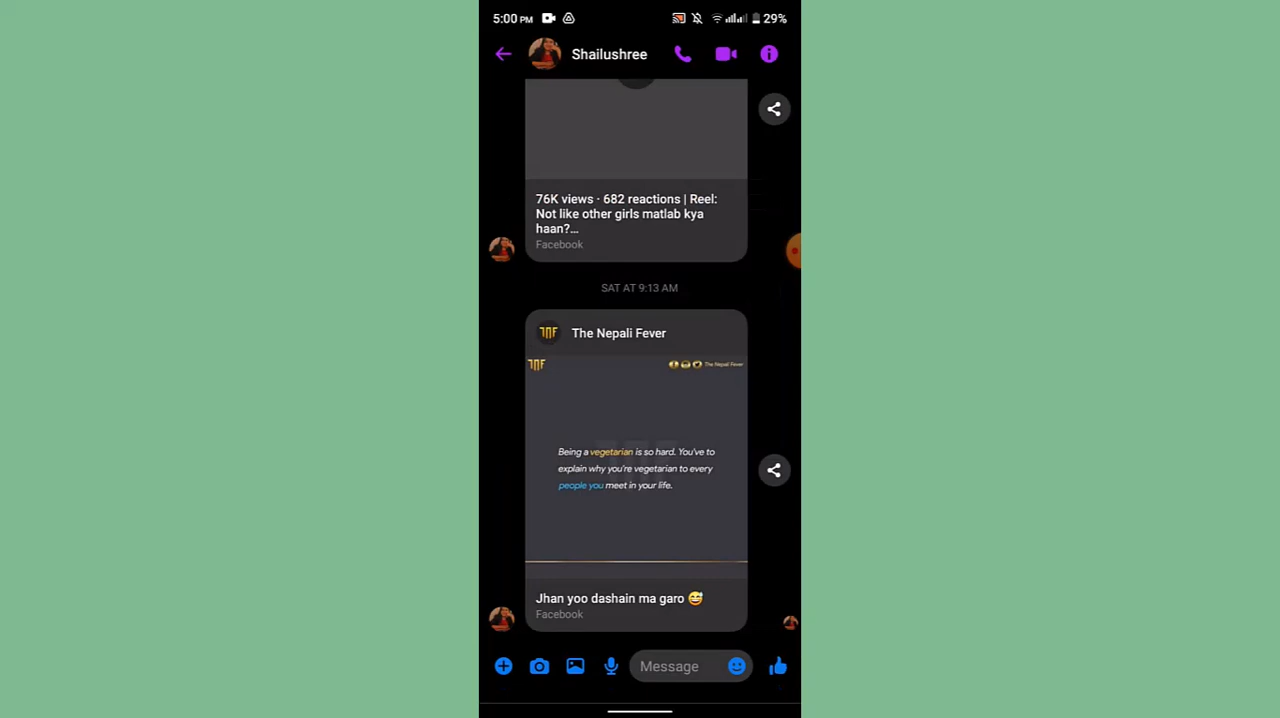 5:00 PM 29%
Shailushree
76K views · 682 reactions | Reel:
Not like other girls matlab kya
haan?...
Facebook
SAT AT 9:13 AM
The Nepali Fever
The Nepali Fever
Being a vegetarian is so hard. You've to
explain why you're vegetarian to every
people you meet in your life.
Jhan yoo dashain ma garo 😅
Facebook
Message